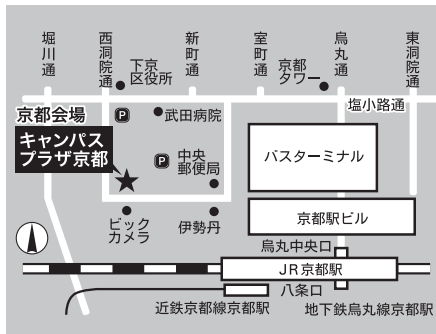 堀川通
西洞院通
新町通
室町通
烏丸通
東洞院通
下京
区役所
京都
タワー
塩小路通
京都会場
キャンパス
プラザ京都
P
武田病院
P
中央
郵便局
バスターミナル
ビック
カメラ
伊勢丹
京都駅ビル
烏丸中央口
JR京都駅
八条口
近鉄京都線京都駅
地下鉄烏丸線京都駅